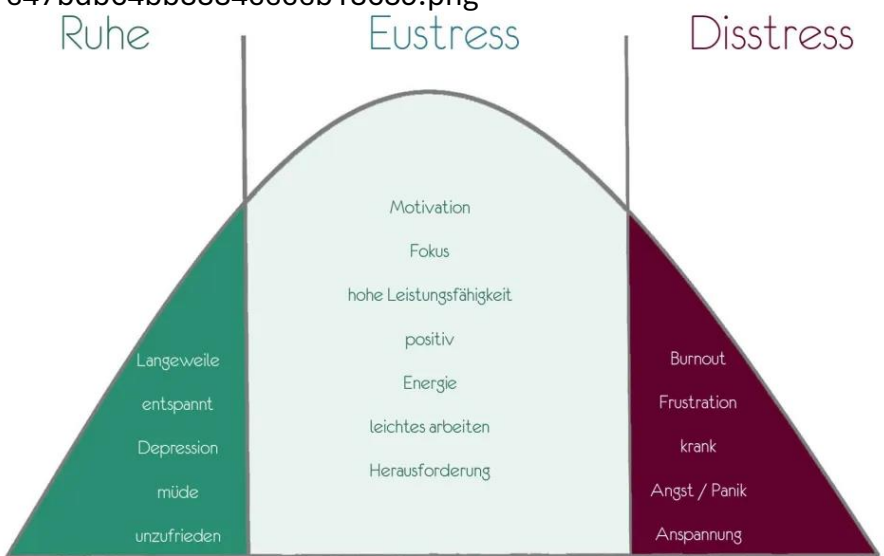 Ruhe
Eustress
Disstress
Langeweile
entspannt
Depression
müde
unzufrieden
Motivation
Fokus
hohe Leistungsfähigkeit
positiv
Energie
leichtes arbeiten
Herausforderung
Burnout
Frustration
krank
Angst / Panik
Anspannung